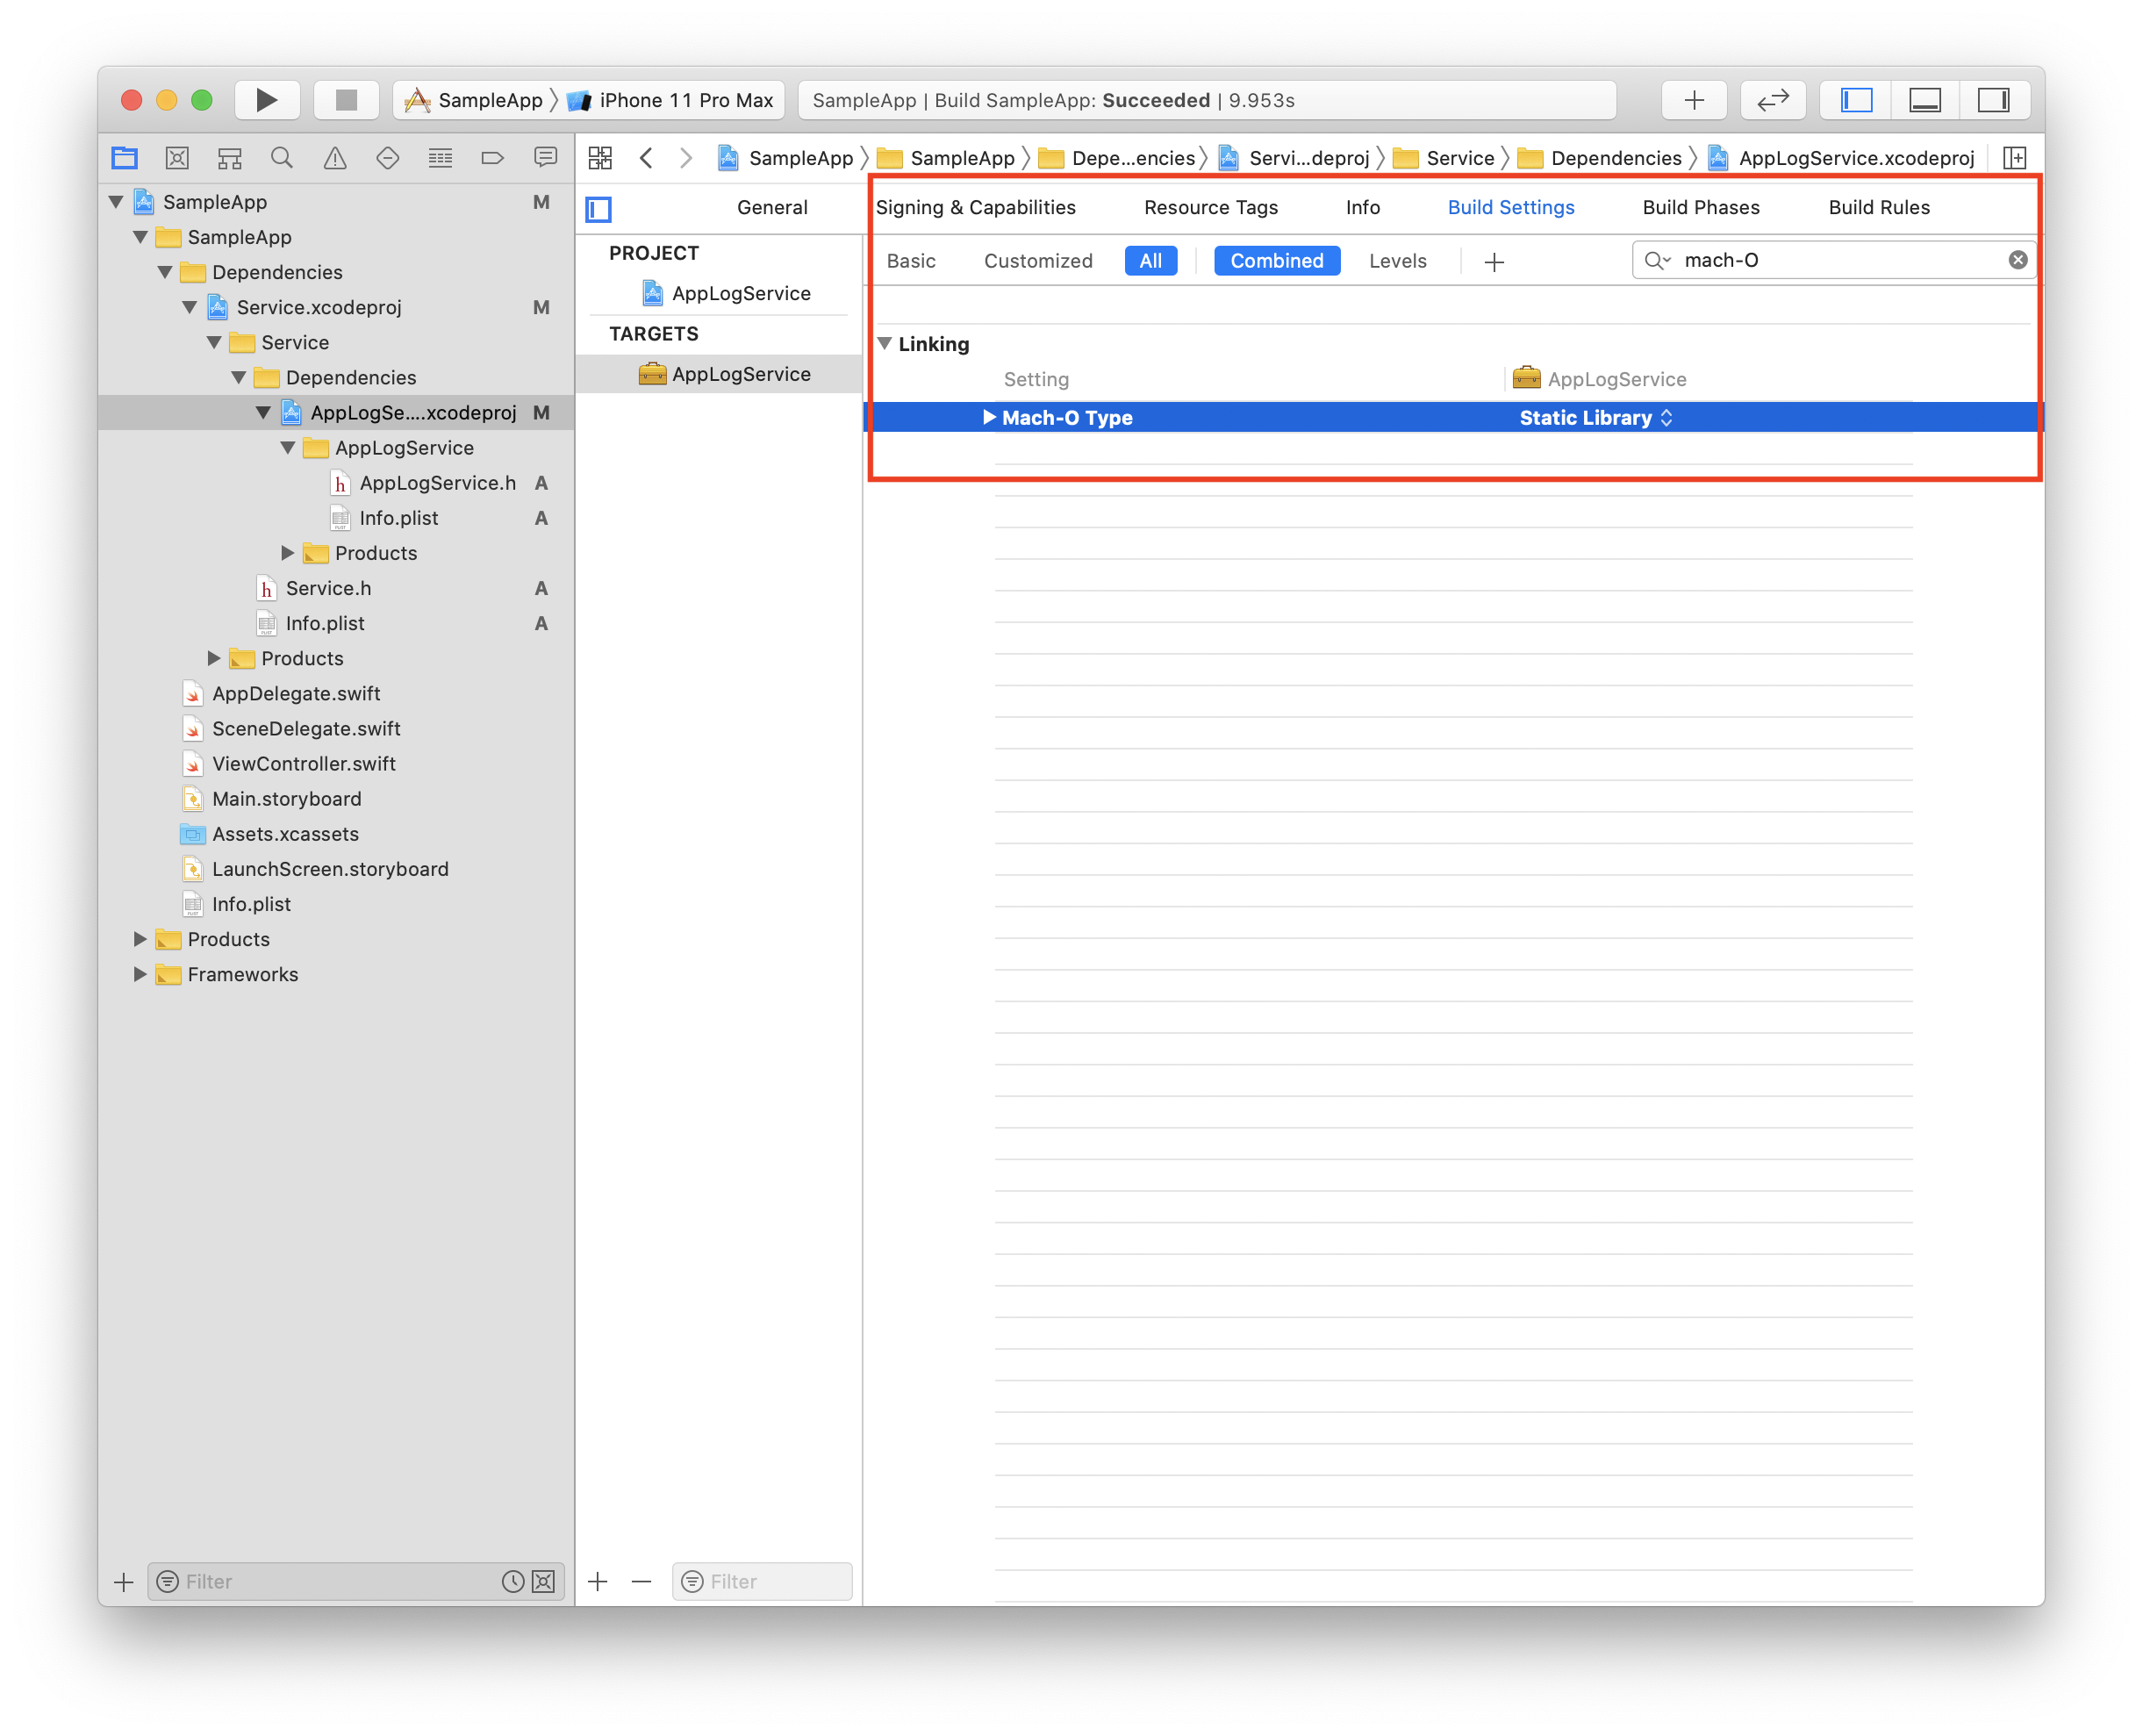 SampleApp 〉 iPhone 11 Pro Max
SampleApp | Build SampleApp: Succeeded | 9.953s
SampleApp 〉 SampleApp 〉 Depe...encies 〉 Servi...deproj 〉 Service 〉 Dependencies 〉 AppLogService.xcodeproj
SampleApp M
SampleApp
Dependencies
Service.xcodeproj M
Service
Dependencies
AppLogSe....xcodeproj M
AppLogService
h AppLogService.h A
Info.plist A
Products
h Service.h A
Info.plist A
Products
AppDelegate.swift
SceneDelegate.swift
ViewController.swift
Main.storyboard
Assets.xcassets
LaunchScreen.storyboard
Info.plist
Products
Frameworks
Filter
General Signing & Capabilities Resource Tags Info Build Settings Build Phases Build Rules
PROJECT
AppLogService
TARGETS
AppLogService
Filter
Basic Customized All Combined Levels mach-O
Linking
Setting AppLogService
Mach-O Type Static Library